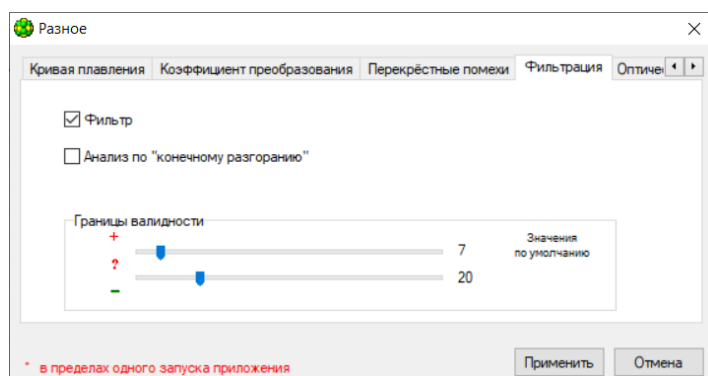 Разное
Кривая плавления Коэффициент преобразования Перекрёстные помехи Фильтрация
Фильтр
Анализ по "конечному разгоранию"
Границы валидности
+
?
−
7
20
Значения
по умолчанию
* в пределах одного запуска приложения
Применить Отмена